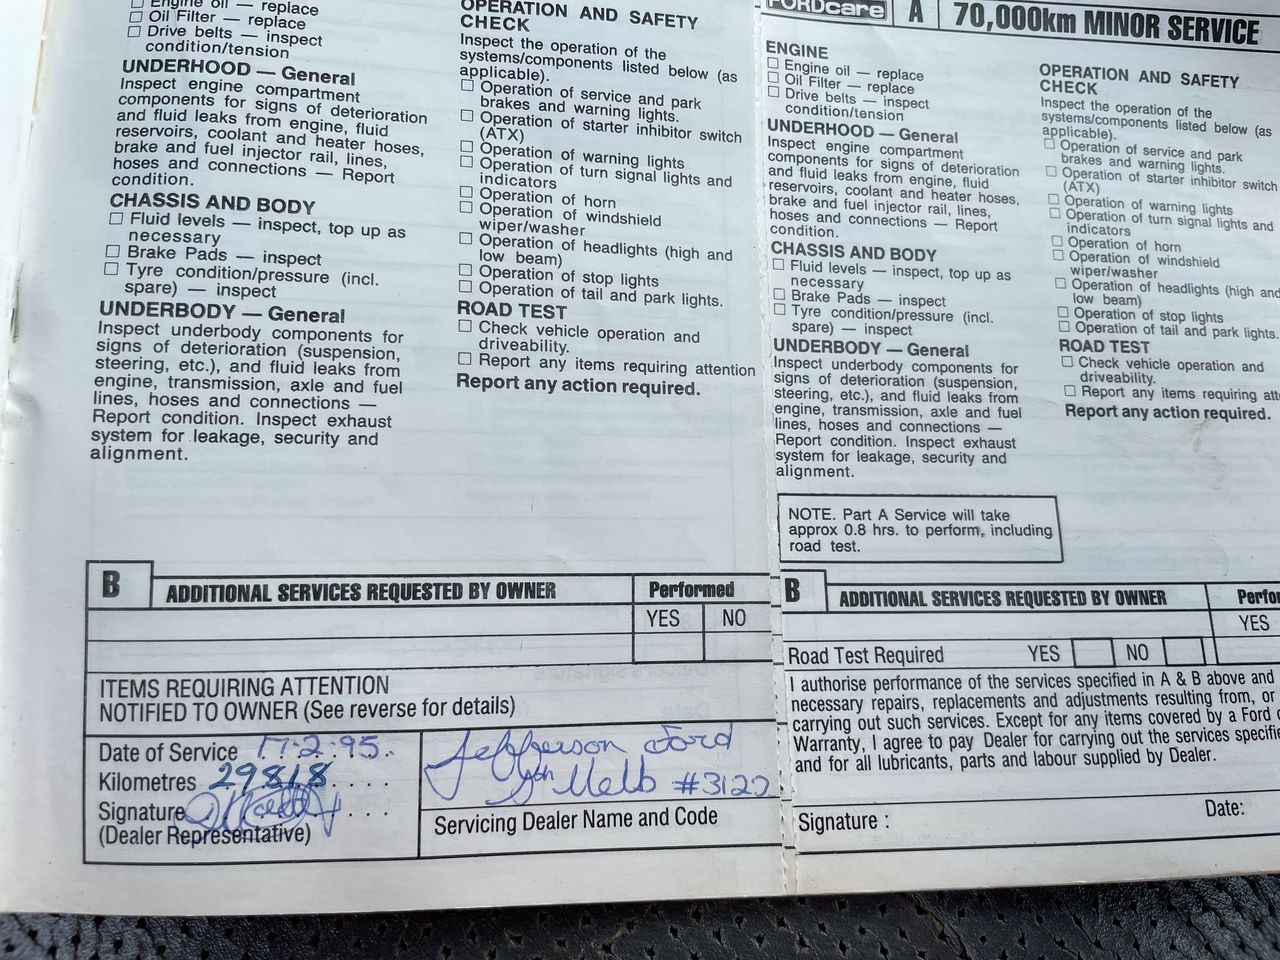 Engine oil — replace
Oil Filter — replace
Drive belts — inspect
condition/tension
UNDERHOOD — General
Inspect engine compartment
components for signs of deterioration
and fluid leaks from engine, fluid
reservoirs, coolant and heater hoses,
brake and fuel injector rail, lines,
hoses and connections — Report
condition.
CHASSIS AND BODY
Fluid levels — inspect, top up as
necessary
Brake Pads — inspect
Tyre condition/pressure (incl.
spare) — inspect
UNDERBODY — General
Inspect underbody components for
signs of deterioration (suspension,
steering, etc.), and fluid leaks from
engine, transmission, axle and fuel
lines, hoses and connections —
Report condition. Inspect exhaust
system for leakage, security and
alignment.
OPERATION AND SAFETY
CHECK
Inspect the operation of the
systems/components listed below (as
applicable).
Operation of service and park
brakes and warning lights.
Operation of starter inhibitor switch
(ATX)
Operation of warning lights
Operation of turn signal lights and
indicators
Operation of horn
Operation of windshield
wiper/washer
Operation of headlights (high and
low beam)
Operation of stop lights
Operation of tail and park lights.
ROAD TEST
Check vehicle operation and
driveability.
Report any items requiring attention
Report any action required.
B ADDITIONAL SERVICES REQUESTED BY OWNER Performed
YES NO
ITEMS REQUIRING ATTENTION
NOTIFIED TO OWNER (See reverse for details)
Date of Service 17.2.95.
Kilometres 29818
Signature
(Dealer Representative)
Jefferson Ford
Melb #3122
Servicing Dealer Name and Code
FORDcare A 70,000km MINOR SERVICE
ENGINE
Engine oil — replace
Oil Filter — replace
Drive belts — inspect
condition/tension
UNDERHOOD — General
Inspect engine compartment
components for signs of deterioration
and fluid leaks from engine, fluid
reservoirs, coolant and heater hoses,
brake and fuel injector rail, lines,
hoses and connections — Report
condition.
CHASSIS AND BODY
Fluid levels — inspect, top up as
necessary
Brake Pads — inspect
Tyre condition/pressure (incl.
spare) — inspect
UNDERBODY — General
Inspect underbody components for
signs of deterioration (suspension,
steering, etc.), and fluid leaks from
engine, transmission, axle and fuel
lines, hoses and connections —
Report condition. Inspect exhaust
system for leakage, security and
alignment.
OPERATION AND SAFETY
CHECK
Inspect the operation of the
systems/components listed below (as
applicable).
Operation of service and park
brakes and warning lights.
Operation of starter inhibitor switch
(ATX)
Operation of warning lights
Operation of turn signal lights and
indicators
Operation of horn
Operation of windshield
wiper/washer
Operation of headlights (high and
low beam)
Operation of stop lights
Operation of tail and park lights.
ROAD TEST
Check vehicle operation and
driveability.
Report any items requiring
Report any action required.
NOTE. Part A Service will take
approx 0.8 hrs. to perform, including
road test.
B ADDITIONAL SERVICES REQUESTED BY OWNER
YES
Road Test Required YES NO
I authorise performance of the services specified in A & B above and
necessary repairs, replacements and adjustments resulting from, or
carrying out such services. Except for any items covered by a Ford
Warranty, I agree to pay Dealer for carrying out the services
and for all lubricants, parts and labour supplied by Dealer.
Signature : Date: